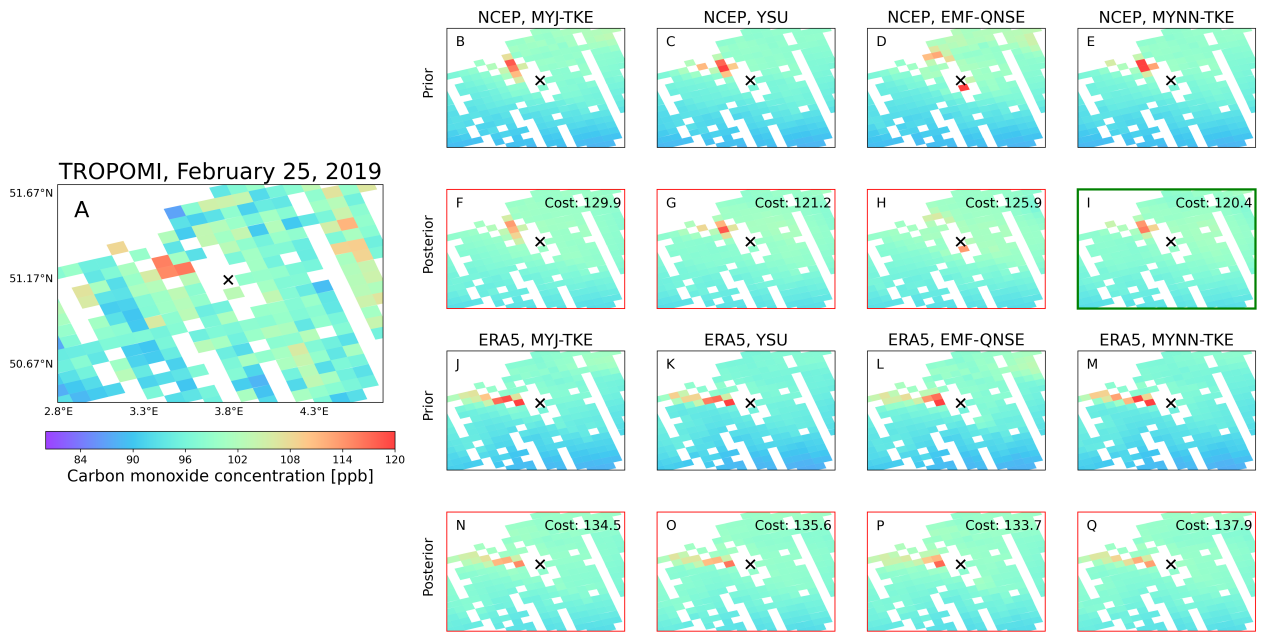 TROPOMI, February 25, 2019
A
51.67°N
51.17°N
50.67°N
2.8°E 3.3°E 3.8°E 4.3°E
84 90 96 102 108 114 120
Carbon monoxide concentration [ppb]
NCEP, MYJ-TKE NCEP, YSU NCEP, EMF-QNSE NCEP, MYNN-TKE
Prior
B C D E
Posterior
F Cost: 129.9 G Cost: 121.2 H Cost: 125.9 I Cost: 120.4
ERA5, MYJ-TKE ERA5, YSU ERA5, EMF-QNSE ERA5, MYNN-TKE
Prior
J K L M
Posterior
N Cost: 134.5 O Cost: 135.6 P Cost: 133.7 Q Cost: 137.9